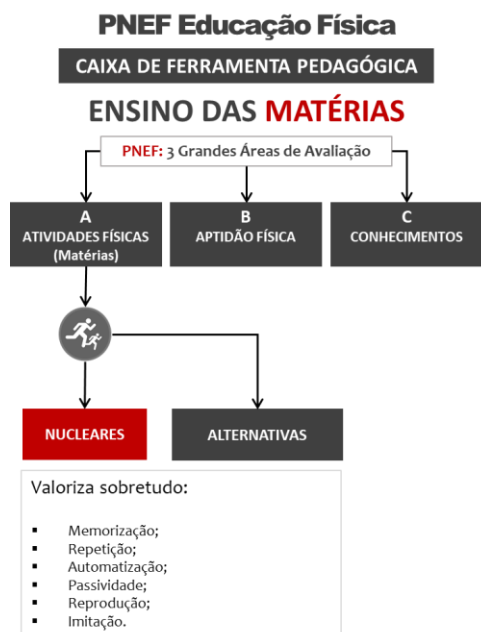 PNEF Educação Física
CAIXA DE FERRAMENTA PEDAGÓGICA
ENSINO DAS MATÉRIAS
PNEF: 3 Grandes Áreas de Avaliação
A
ATIVIDADES FÍSICAS
(Matérias)
B
APTIDÃO FÍSICA
C
CONHECIMENTOS
NUCLEARES
ALTERNATIVAS
Valoriza sobretudo:
▪ Memorização;
▪ Repetição;
▪ Automatização;
▪ Passividade;
▪ Reprodução;
▪ Imitação.